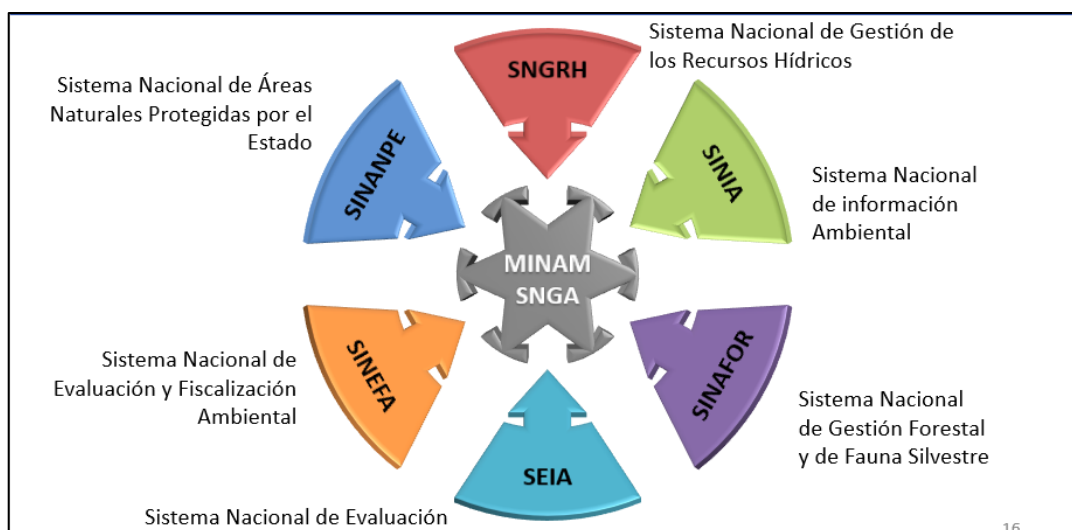 SNGRH
Sistema Nacional de Gestión de
los Recursos Hídricos
Sistema Nacional de Áreas
Naturales Protegidas por el
Estado
SINANPE
SINIA
Sistema Nacional
de información
Ambiental
MINAM
SNGA
Sistema Nacional de
Evaluación y Fiscalización
Ambiental
SINEFA
SINAFOR
Sistema Nacional
de Gestión Forestal
y de Fauna Silvestre
SEIA
Sistema Nacional de Evaluación
16